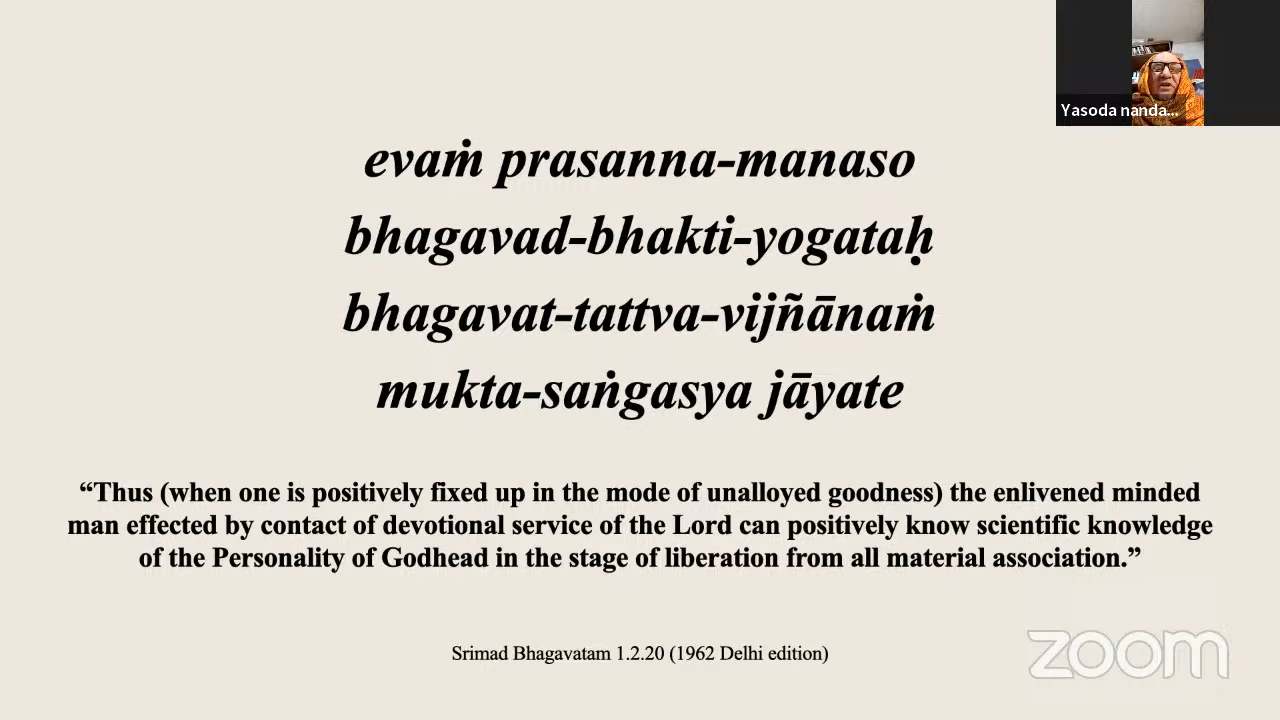 Yasoda nanda...
evaṁ prasanna-manaso
bhagavad-bhakti-yogataḥ
bhagavat-tattva-vijñānaṁ
mukta-saṅgasya jāyate
“Thus (when one is positively fixed up in the mode of unalloyed goodness) the enlivened minded
man effected by contact of devotional service of the Lord can positively know scientific knowledge
of the Personality of Godhead in the stage of liberation from all material association.”
Srimad Bhagavatam 1.2.20 (1962 Delhi edition)
zoom